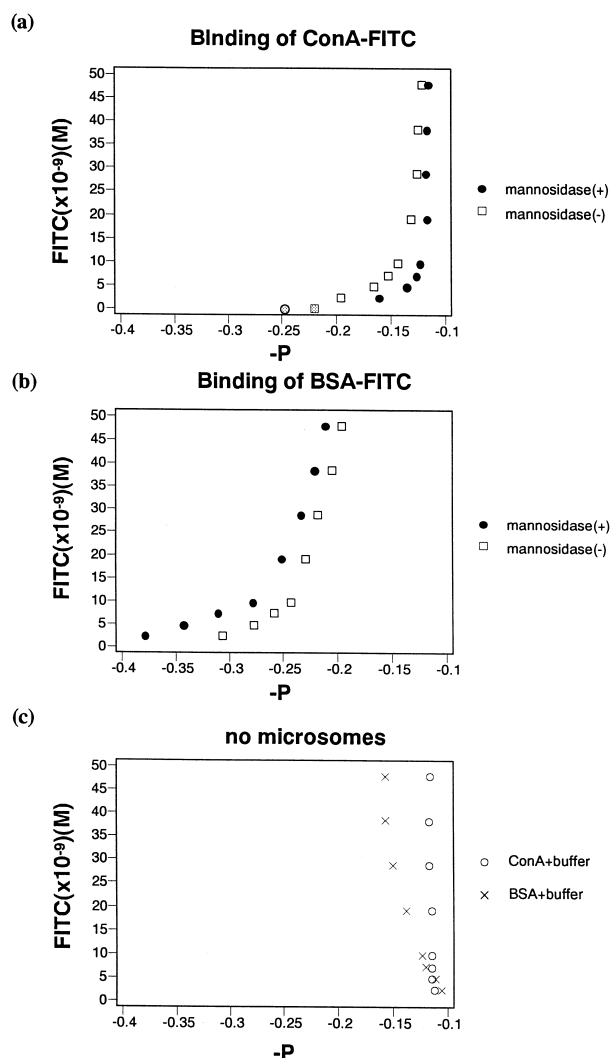 (a)
BInding of ConA-FITC
FITC(x10-9)(M)
50
45
40
35
30
25
20
15
10
5
0
-0.4 -0.35 -0.3 -0.25 -0.2 -0.15 -0.1
-P
mannosidase(+)
mannosidase(-)
(b)
Binding of BSA-FITC
FITC(x10-9)(M)
50
45
40
35
30
25
20
15
10
5
0
-0.4 -0.35 -0.3 -0.25 -0.2 -0.15 -0.1
-P
mannosidase(+)
mannosidase(-)
(c)
no microsomes
FITC(x10-9)(M)
50
45
40
35
30
25
20
15
10
5
0
-0.4 -0.35 -0.3 -0.25 -0.2 -0.15 -0.1
-P
ConA+buffer
BSA+buffer